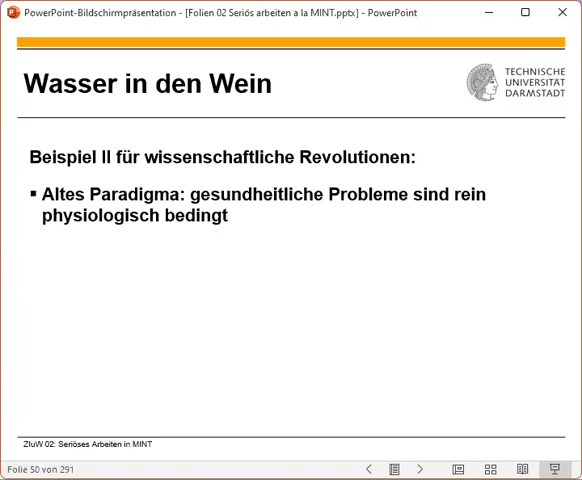 PowerPoint-Bildschirmpräsentation - [Folien 02 Seriös arbeiten a la MINT.pptx] - PowerPoint
Wasser in den Wein
TECHNISCHE
UNIVERSITÄT
DARMSTADT
Beispiel II für wissenschaftliche Revolutionen:
▪ Altes Paradigma: gesundheitliche Probleme sind rein
physiologisch bedingt
ZIuW 02: Seriöses Arbeiten in MINT
Folie 50 von 291